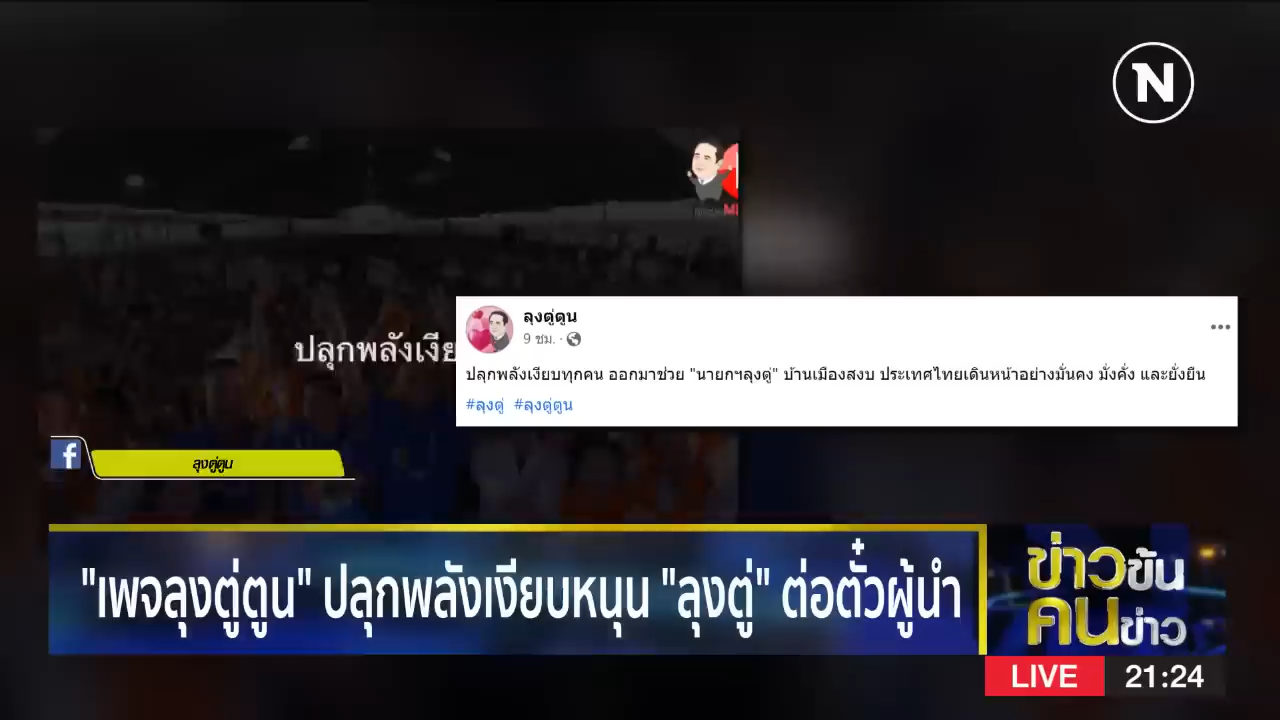 N
ปลุกพลังเงีย
ลุงตู่ตูน
9 ชม.
ปลุกพลังเงียบทุกคน ออกมาช่วย "นายกฯลุงตู่" บ้านเมืองสงบ ประเทศไทยเดินหน้าอย่างมั่นคง มั่งคั่ง และยั่งยืน
#ลุงตู่ #ลุงตู่ตูน
f
ลุงตู่ตูน
"เพจลุงตู่ตูน" ปลุกพลังเงียบหนุน "ลุงตู่" ต่อตั๋วผู้นำ
ข่าวข้น
คนข่าว
LIVE 21:24